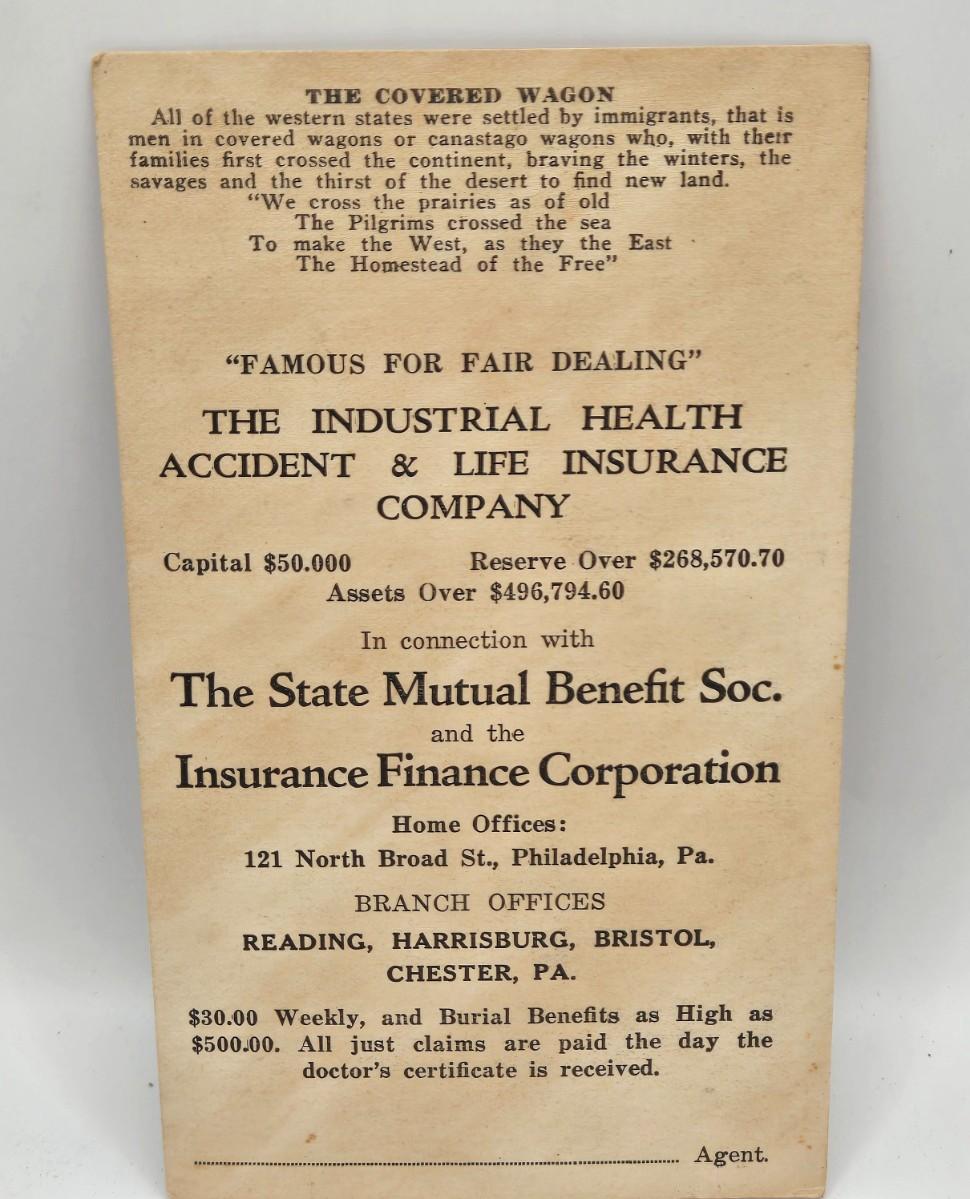 THE COVERED WAGON
All of the western states were settled by immigrants, that is
men in covered wagons or canastago wagons who, with their
families first crossed the continent, braving the winters, the
savages and the thirst of the desert to find new land.
“We cross the prairies as of old
The Pilgrims crossed the sea
To make the West, as they the East
The Homestead of the Free”
“FAMOUS FOR FAIR DEALING”
THE INDUSTRIAL HEALTH
ACCIDENT & LIFE INSURANCE
COMPANY
Capital $50.000 Reserve Over $268,570.70
Assets Over $496,794.60
In connection with
The State Mutual Benefit Soc.
and the
Insurance Finance Corporation
Home Offices:
121 North Broad St., Philadelphia, Pa.
BRANCH OFFICES
READING, HARRISBURG, BRISTOL,
CHESTER, PA.
$30.00 Weekly, and Burial Benefits as High as
$500.00. All just claims are paid the day the
doctor's certificate is received.
Agent.